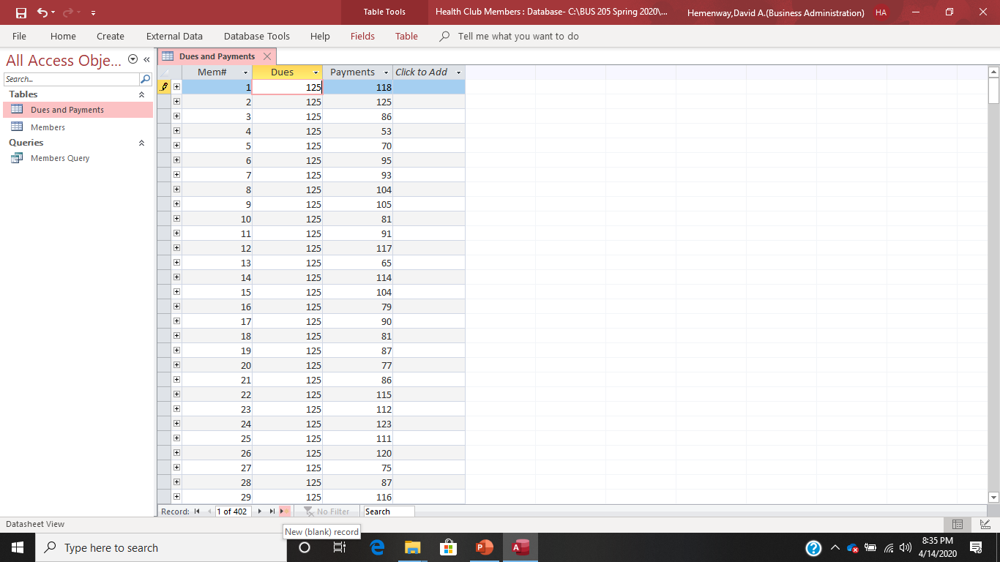 Table Tools
Health Club Members : Database- C:\BUS 205 Spring 2020\...
Hemenway,David A.(Business Administration)
HA
File Home Create External Data Database Tools Help Fields Table Tell me what you want to do
All Access Obje...
Search...
Tables
Dues and Payments
Members
Queries
Members Query
Dues and Payments
Mem# Dues Payments Click to Add
1 125 118
2 125 125
3 125 86
4 125 53
5 125 70
6 125 95
7 125 93
8 125 104
9 125 105
10 125 81
11 125 91
12 125 117
13 125 65
14 125 114
15 125 104
16 125 79
17 125 90
18 125 81
19 125 87
20 125 77
21 125 86
22 125 115
23 125 112
24 125 123
25 125 111
26 125 120
27 125 75
28 125 87
29 125 116
Record: 1 of 402 No Filter Search
Datasheet View
New (blank) record
Type here to search
8:35 PM
4/14/2020